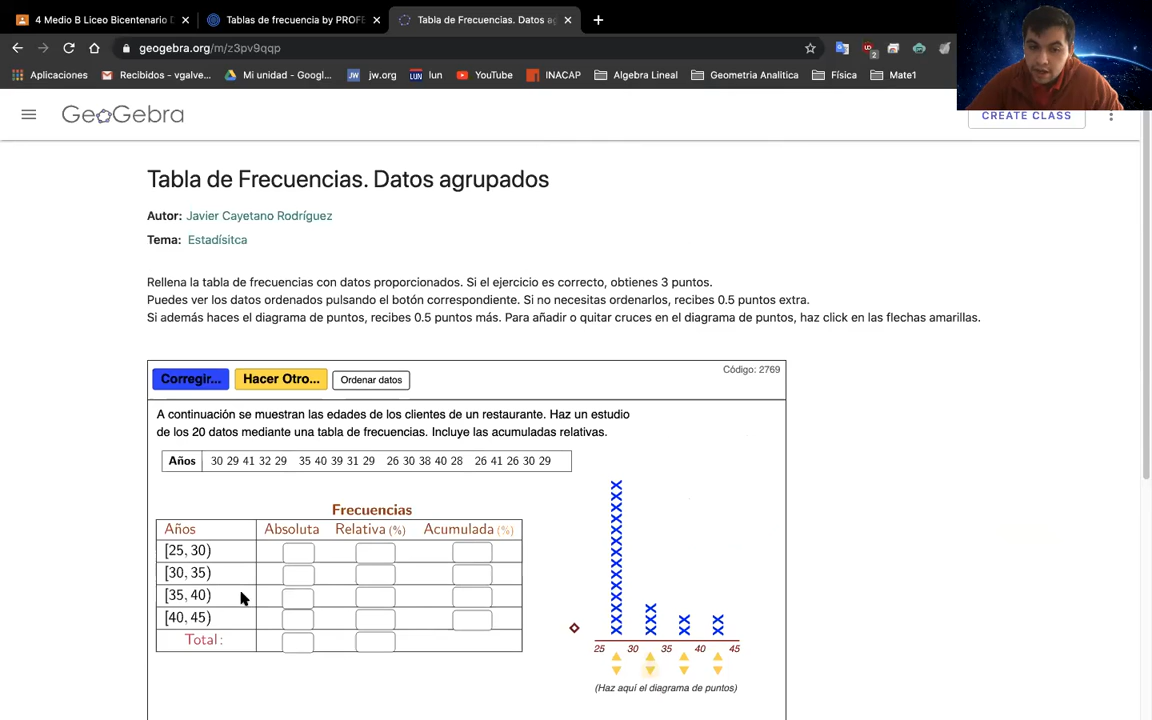 4 Medio B Liceo Bicentenario D
Tablas de frecuencia by PROFE
Tabla de Frecuencias. Datos ag
geogebra.org/m/z3pv9qqp
Aplicaciones
Recibidos - vgalve...
Mi unidad - Googl...
jw.org
lun
YouTube
INACAP
Algebra Lineal
Geometria Analitica
Física
Mate1
GeoGebra
CREATE CLASS
Tabla de Frecuencias. Datos agrupados
Autor: Javier Cayetano Rodríguez
Tema: Estadísitca
Rellena la tabla de frecuencias con datos proporcionados. Si el ejercicio es correcto, obtienes 3 puntos.
Puedes ver los datos ordenados pulsando el botón correspondiente. Si no necesitas ordenarlos, recibes 0.5 puntos extra.
Si además haces el diagrama de puntos, recibes 0.5 puntos más. Para añadir o quitar cruces en el diagrama de puntos, haz click en las flechas amarillas.
Corregir... Hacer Otro... Ordenar datos
Código: 2769
A continuación se muestran las edades de los clientes de un restaurante. Haz un estudio
de los 20 datos mediante una tabla de frecuencias. Incluye las acumuladas relativas.
Años 30 29 41 32 29 35 40 39 31 29 26 30 38 40 28 26 41 26 30 29
Frecuencias
Años Absoluta Relativa (%) Acumulada (%)
[25, 30)
[30, 35)
[35, 40)
[40, 45)
Total:
25 30 35 40 45
(Haz aquí el diagrama de puntos)